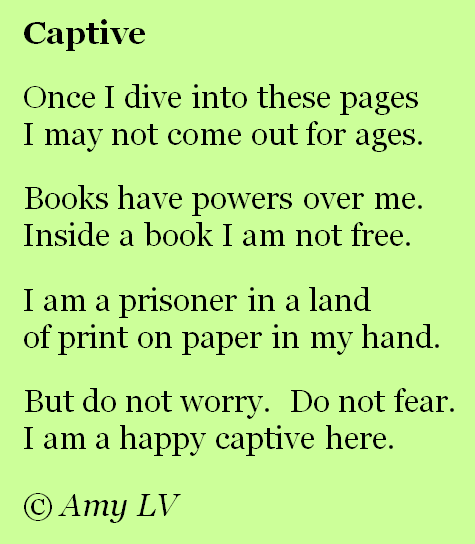 Captive
Once I dive into these pages
I may not come out for ages.
Books have powers over me.
Inside a book I am not free.
I am a prisoner in a land
of print on paper in my hand.
But do not worry.  Do not fear.
I am a happy captive here.
© Amy LV